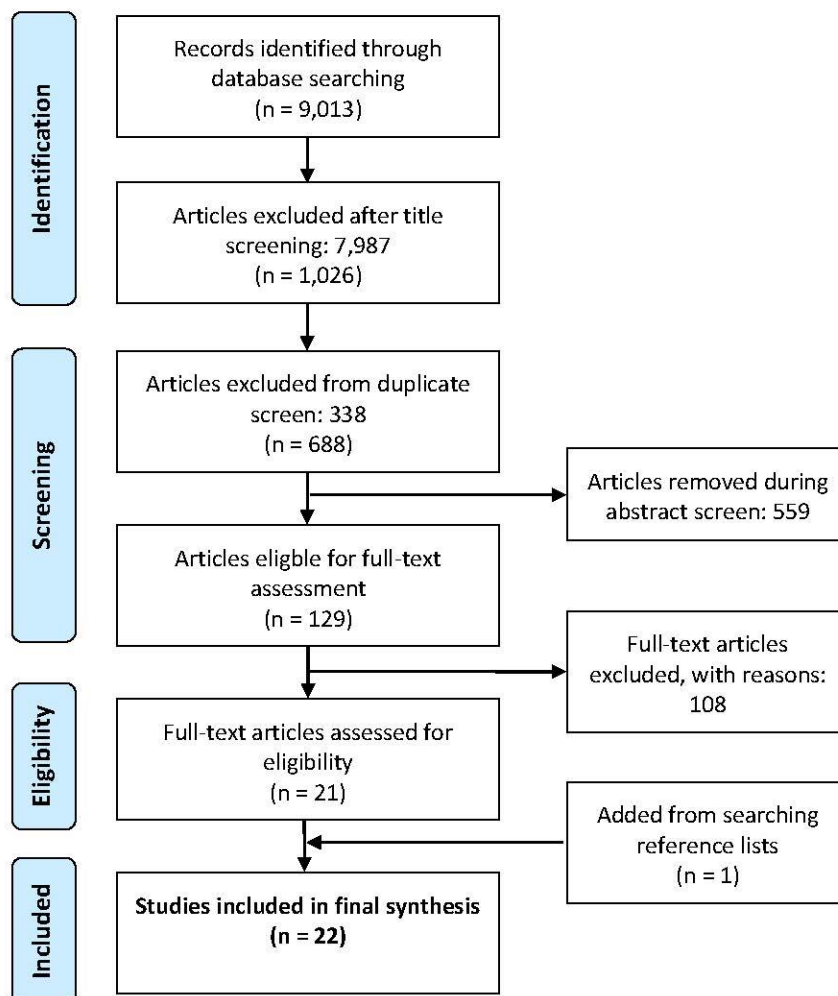 Identification
Records identified through
database searching
(n = 9,013)
Articles excluded after title
screening: 7,987
(n = 1,026)
Screening
Articles excluded from duplicate
screen: 338
(n = 688)
Articles removed during
abstract screen: 559
Articles eligble for full-text
assessment
(n = 129)
Full-text articles
excluded, with reasons:
108
Eligibility
Full-text articles assessed for
eligibility
(n = 21)
Added from searching
reference lists
(n = 1)
Included
Studies included in final synthesis
(n = 22)